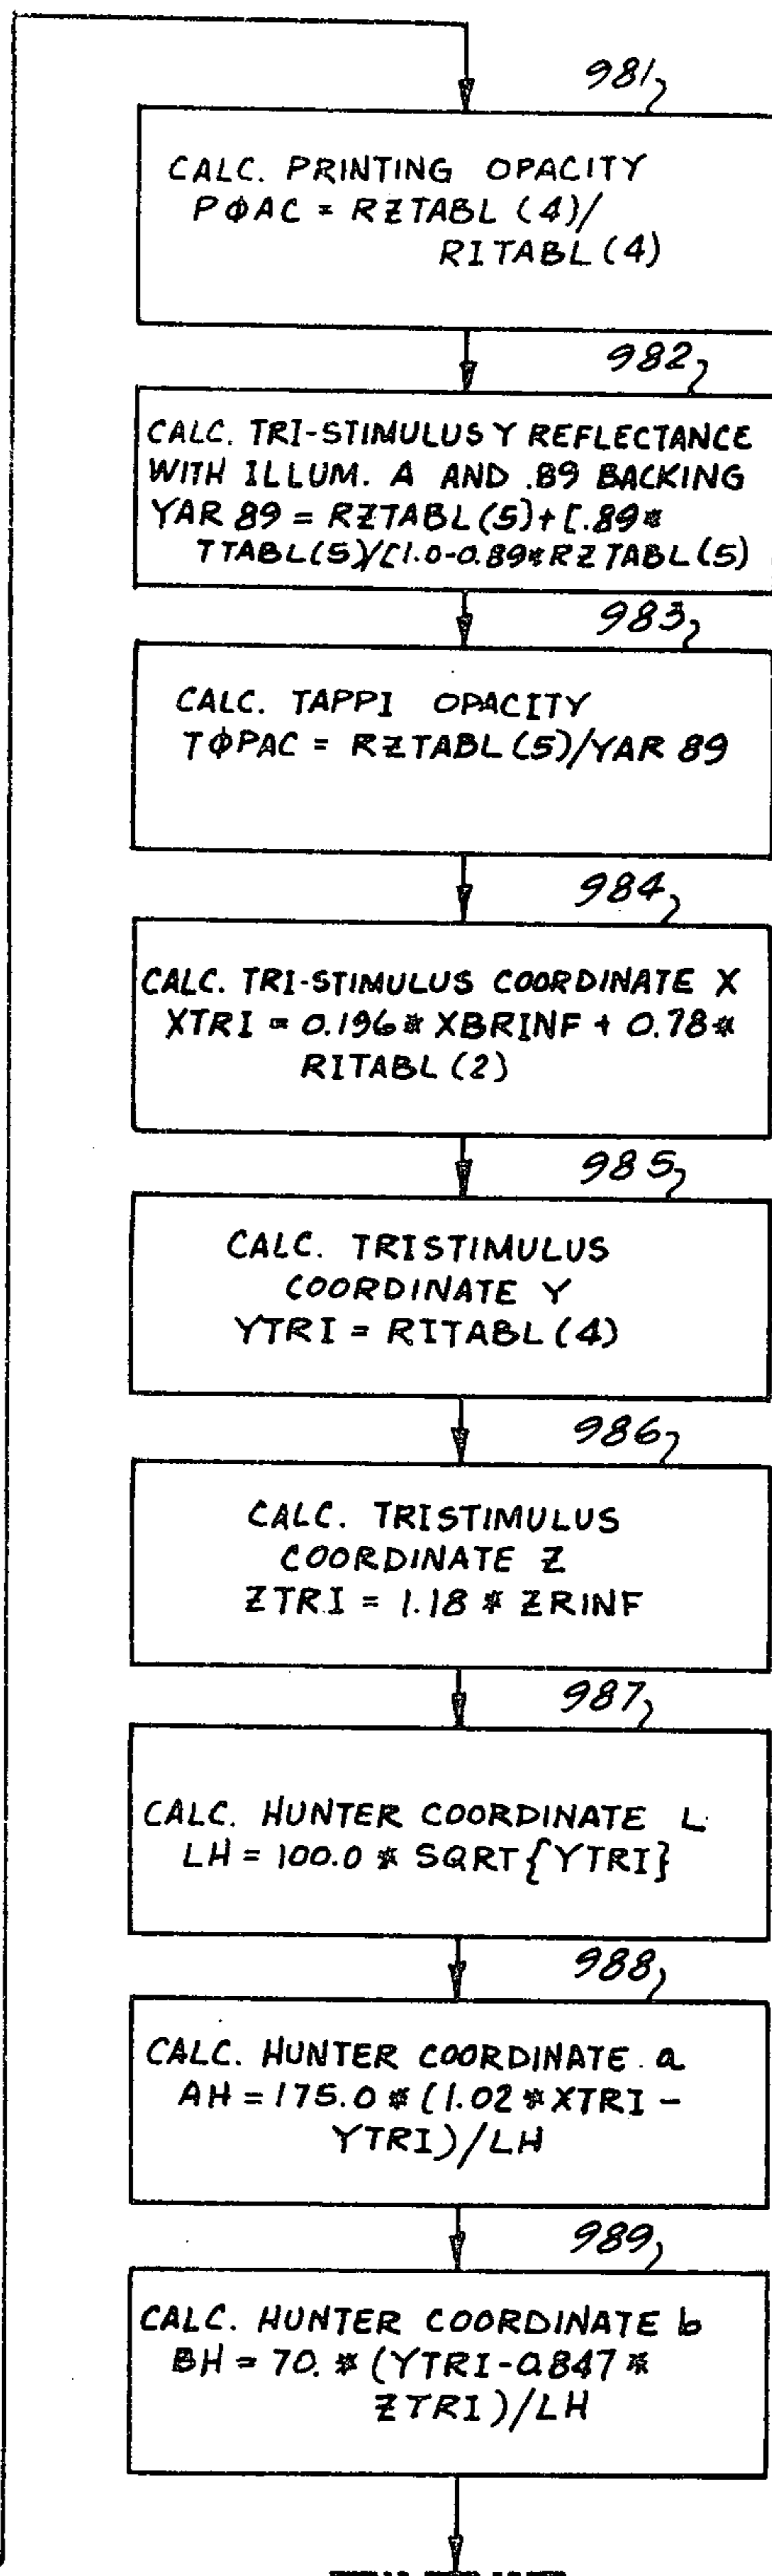 981
CALC. PRINTING OPACITY
PΦAC = RZTABL (4)/
RITABL (4)
982
CALC. TRI-STIMULUS Y REFLECTANCE
WITH ILLUM. A AND .89 BACKING
YAR 89 = RZTABL(5)+[.89*
TTABL(5)/[1.0-0.89*RZTABL(5)
983
CALC. TAPPI OPACITY
TΦPAC = RZTABL(5)/YAR 89
984
CALC. TRI-STIMULUS COORDINATE X
XTRI = 0.196* XBRINF + 0.78*
RITABL (2)
985
CALC. TRISTIMULUS
COORDINATE Y
YTRI = RITABL(4)
986
CALC. TRISTIMULUS
COORDINATE Z
ZTRI = 1.18 * ZRINF
987
CALC. HUNTER COORDINATE L
LH = 100.0 * SQRT{YTRI}
988
CALC. HUNTER COORDINATE a
AH = 175.0 * (1.02*XTRI -
YTRI)/LH
989
CALC. HUNTER COORDINATE b
BH = 70. * (YTRI-0.847*
ZTRI)/LH